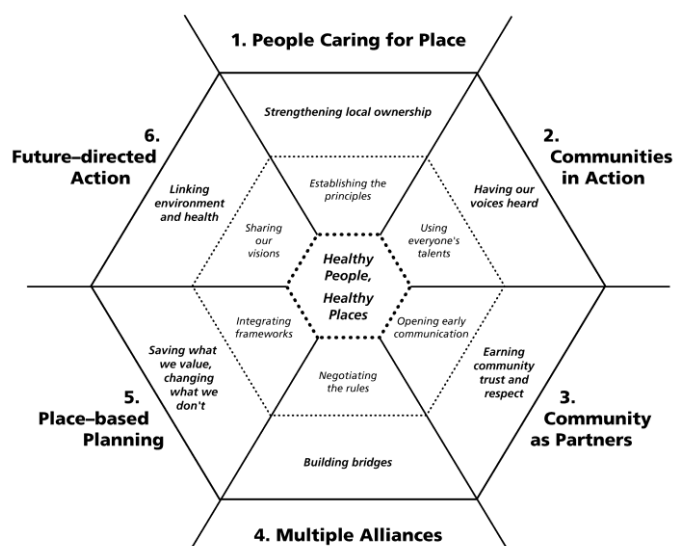 1. People Caring for Place
Strengthening local ownership
Establishing the
principles
6.
Future–directed
Action
Linking
environment
and health
Sharing
our
visions
2.
Communities
in Action
Having our
voices heard
Using
everyone's
talents
Healthy
People,
Healthy
Places
Integrating
frameworks
Opening early
communication
Negotiating
the rules
Saving what
we value,
changing
what we
don't
5.
Place–based
Planning
Earning
community
trust and
respect
3.
Community
as Partners
Building bridges
4. Multiple Alliances